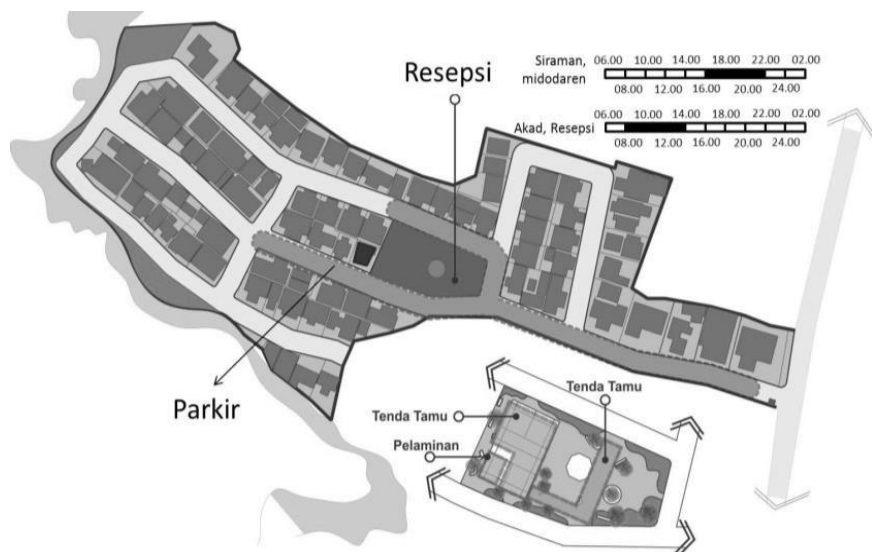 Siraman,
midodaren
06.00 10.00 14.00 18.00 22.00 02.00
08.00 12.00 16.00 20.00 24.00
Akad, Resepsi
06.00 10.00 14.00 18.00 22.00 02.00
08.00 12.00 16.00 20.00 24.00
Resepsi
Parkir
Tenda Tamu
Tenda Tamu
Pelaminan